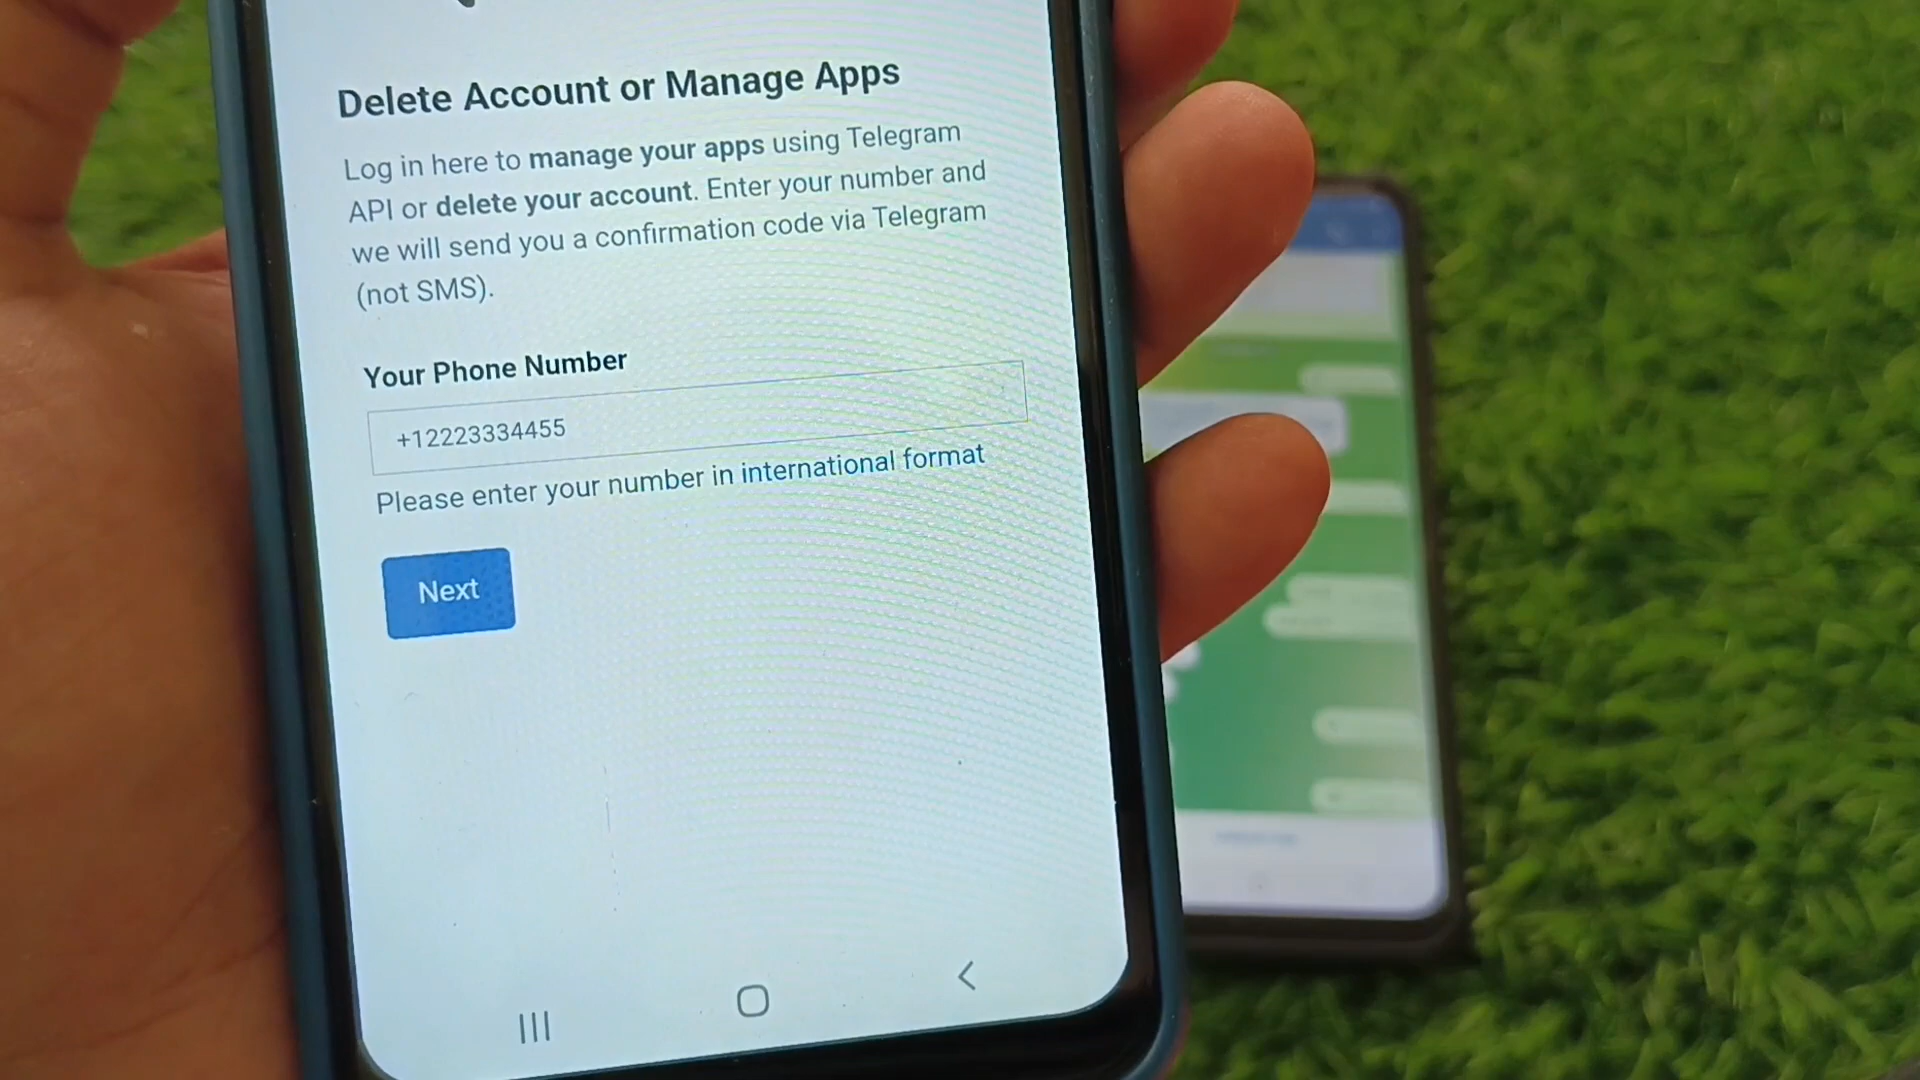 Delete Account or Manage Apps
Log in here to manage your apps using Telegram
API or delete your account. Enter your number and
we will send you a confirmation code via Telegram
(not SMS).
Your Phone Number
+12223334455
Please enter your number in international format
Next